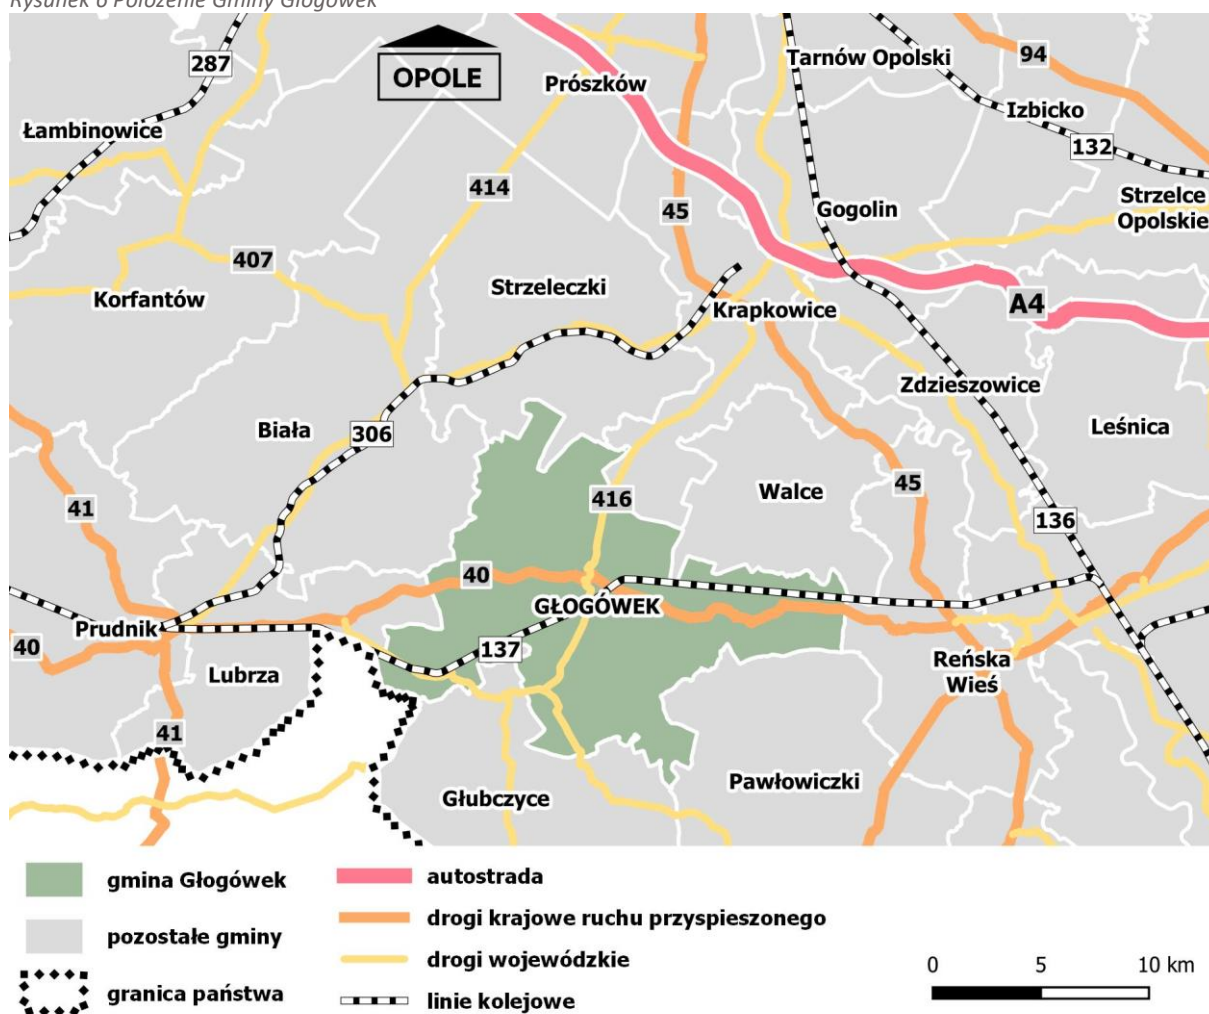 Rysunek 6 Położenie Gminy Głogówek
OPOLE
287
Łambinowice
Prószków
Tarnów Opolski
94
Izbicko
132
414
45
Gogolin
Strzelce
Opolskie
407
Korfantów
Strzeleczki
Krapkowice
A4
Zdzieszowice
Biała
306
Leśnica
41
416
Walce
45
136
40
GŁOGÓWEK
Prudnik
40
137
Lubrza
Reńska
Wieś
41
Głubczyce
Pawłowiczki
gmina Głogówek
pozostałe gminy
granica państwa
autostrada
drogi krajowe ruchu przyspieszonego
drogi wojewódzkie
linie kolejowe
0 5 10 km